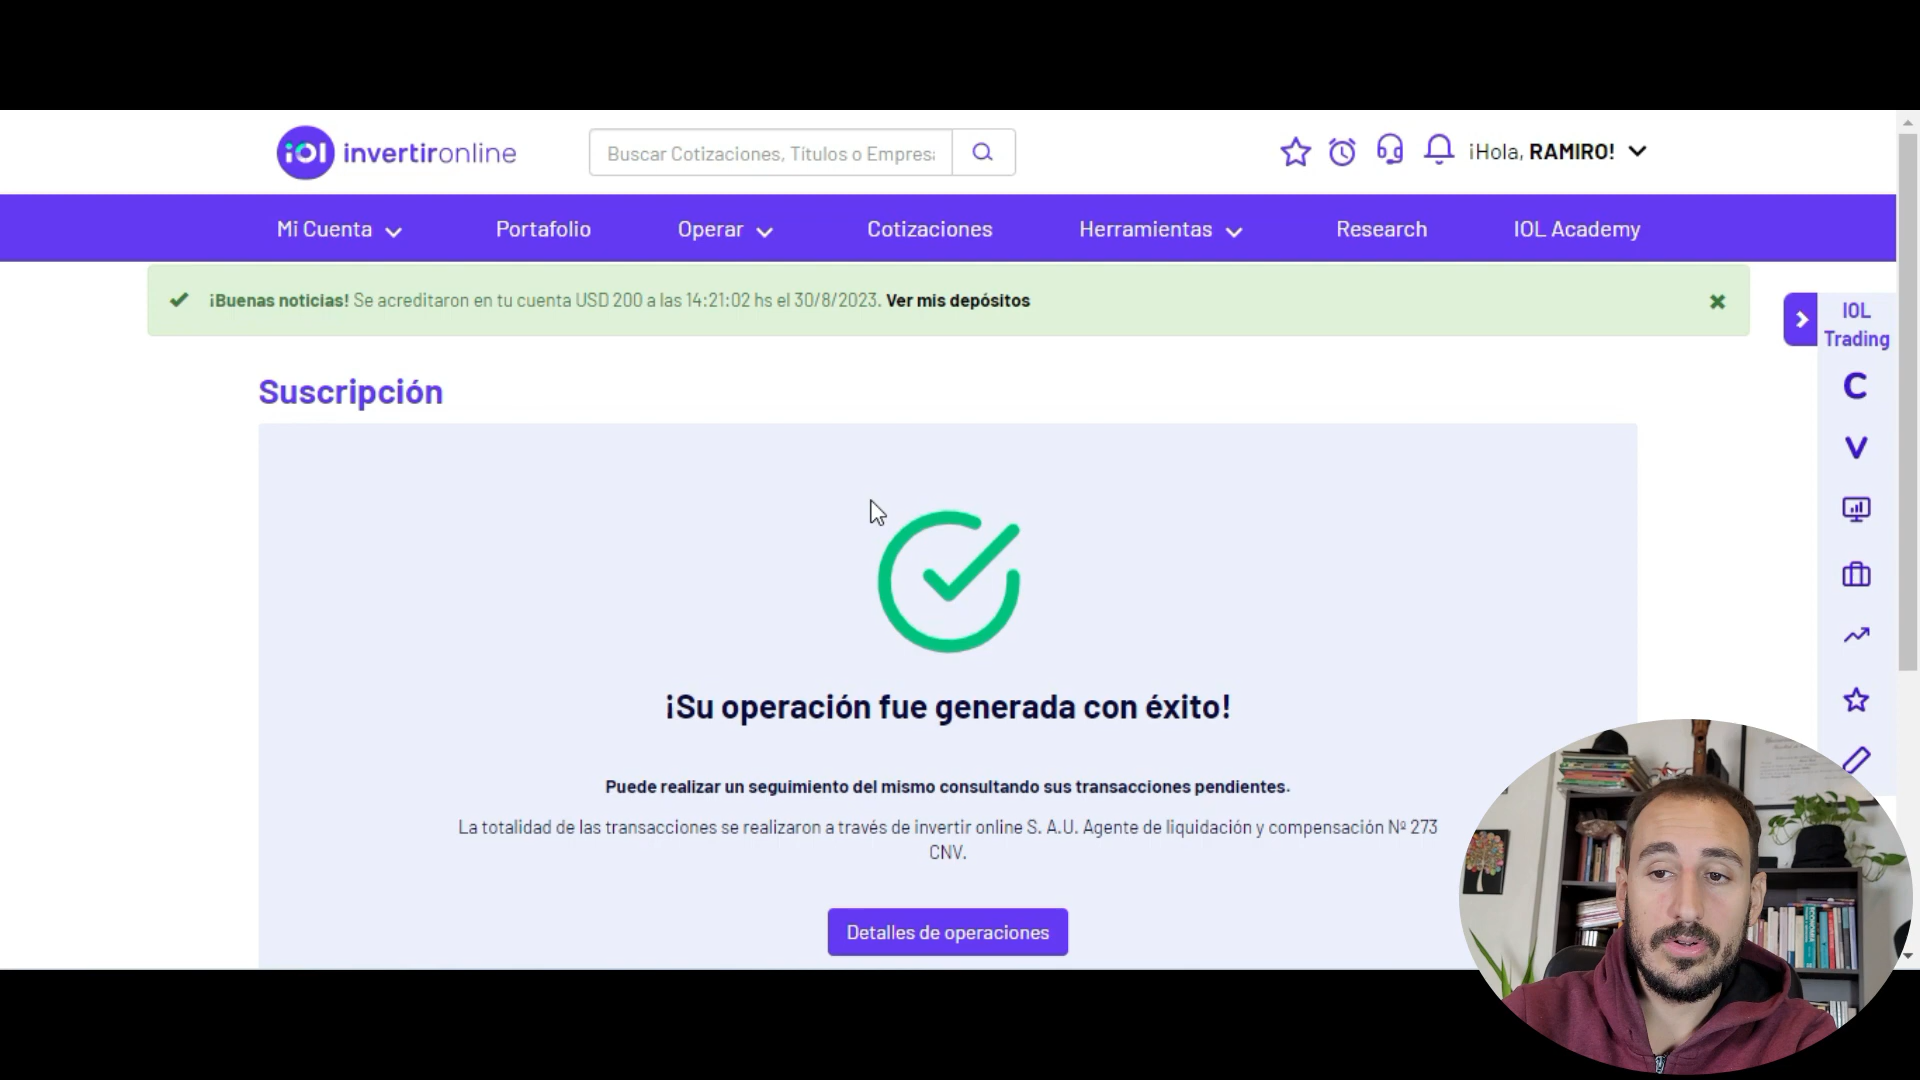 iOl invertironline
Buscar Cotizaciones, Títulos o Empres
¡Hola, RAMIRO!
Mi Cuenta
Portafolio
Operar
Cotizaciones
Herramientas
Research
IOL Academy
¡Buenas noticias! Se acreditaron en tu cuenta USD 200 a las 14:21:02 hs el 30/8/2023. Ver mis depósitos
IOL
Trading
C
V
Suscripción
¡Su operación fue generada con éxito!
Puede realizar un seguimiento del mismo consultando sus transacciones pendientes.
La totalidad de las transacciones se realizaron a través de invertir online S. A.U. Agente de liquidación y compensación Nº 273
CNV.
Detalles de operaciones